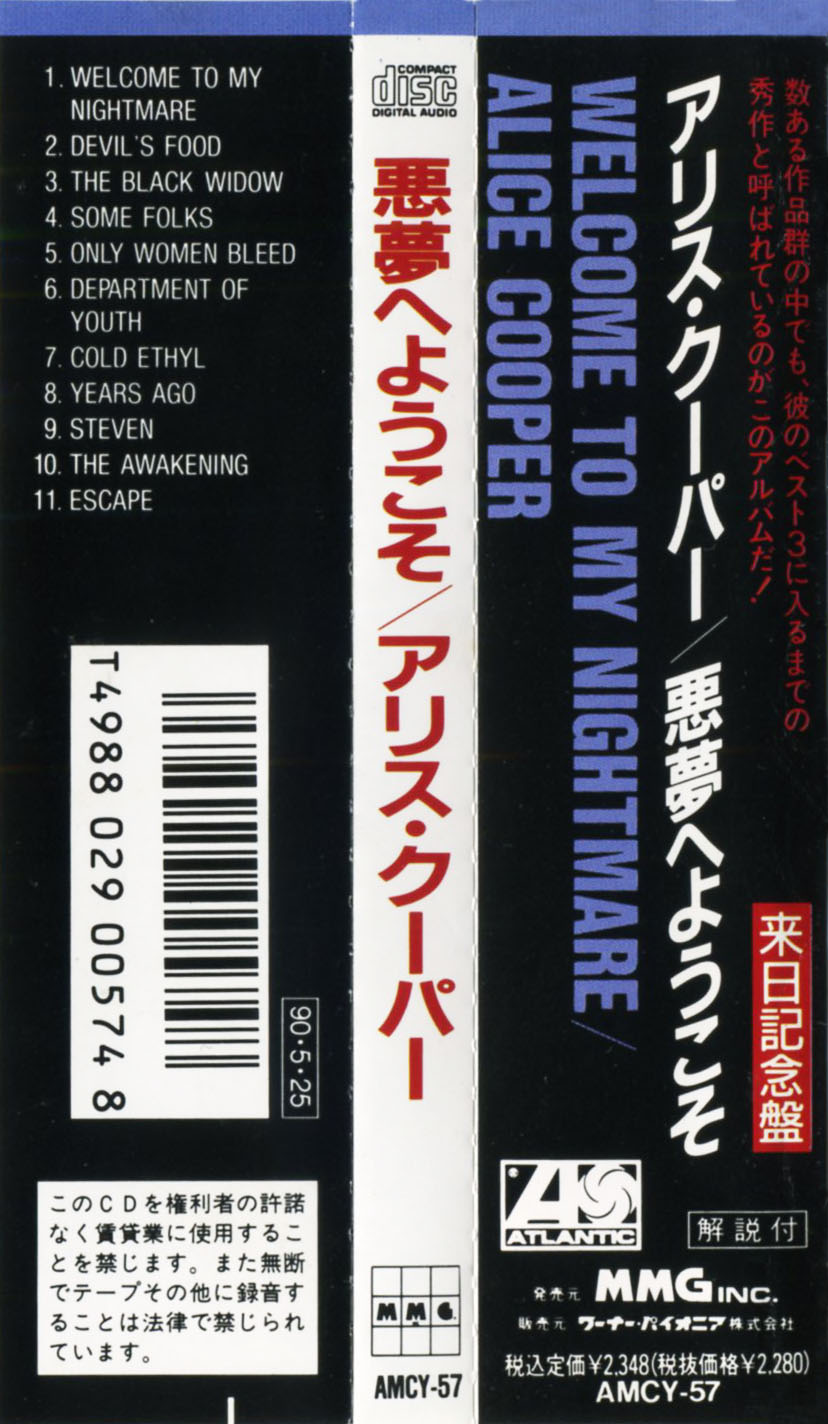 1. WELCOME TO MY
NIGHTMARE
2. DEVIL'S FOOD
3. THE BLACK WIDOW
4. SOME FOLKS
5. ONLY WOMEN BLEED
6. DEPARTMENT OF
YOUTH
7. COLD ETHYL
8. YEARS AGO
9. STEVEN
10. THE AWAKENING
11. ESCAPE
T4988 029 00574 8
90・5・25
このCDを権利者の許諾
なく賃貸業に使用するこ
とを禁じます。また無断
でテープその他に録音す
ることは法律で禁じられ
ています。
COMPACT
disc
DIGITAL AUDIO
悪夢へようこそ/アリス・クーパー
MMG
AMCY-57
数ある作品群の中でも、彼のベスト3に入るまでの
秀作と呼ばれているのがこのアルバムだ!
アリス・クーパー/悪夢へようこそ
WELCOME TO MY NIGHTMARE/
ALICE COOPER
来日記念盤
ATLANTIC
解説付
発売元 MMG INC.
販売元 ワーナー・パイオニア株式会社
税込定価¥2,348(税抜価格¥2,280)
AMCY-57